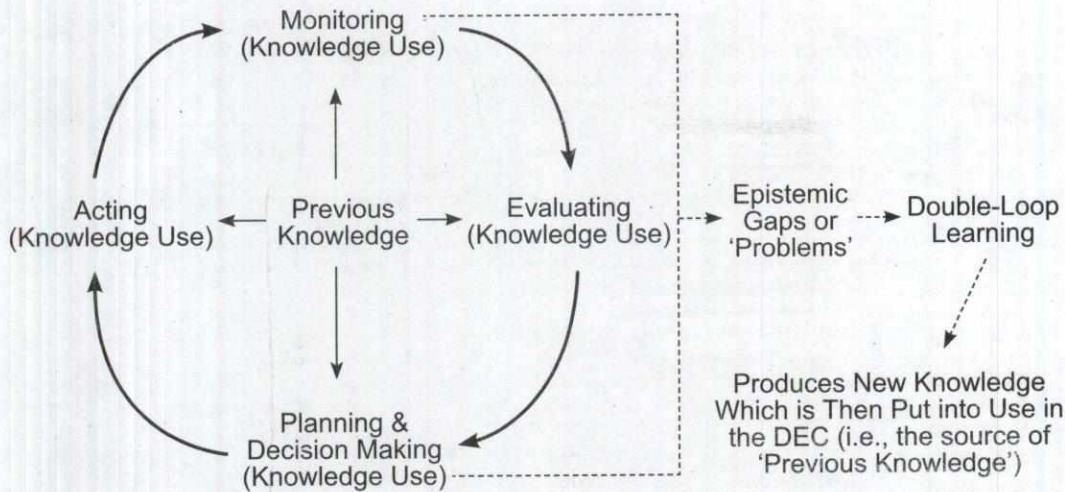 Monitoring
(Knowledge Use)
Acting
(Knowledge Use)
Previous
Knowledge
Evaluating
(Knowledge Use)
Epistemic
Gaps or
‘Problems’
Double-Loop
Learning
Planning &
Decision Making
(Knowledge Use)
Produces New Knowledge
Which is Then Put into Use in
the DEC (i.e., the source of
‘Previous Knowledge’)